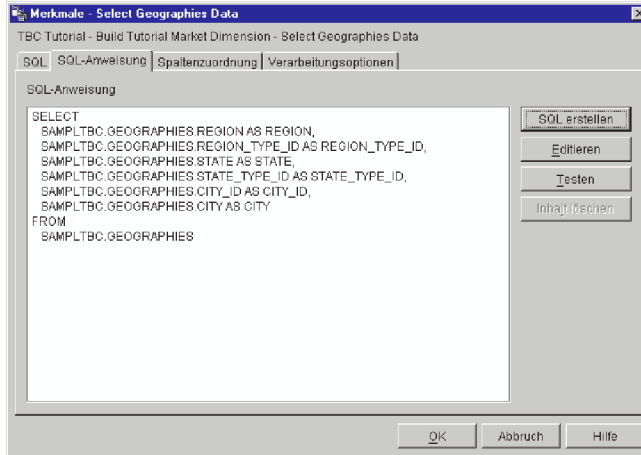 Merkmale - Select Geographies Data
TBC Tutorial - Build Tutorial Market Dimension - Select Geographies Data
SQL SQL-Anweisung Spaltenzuordnung Verarbeitungsoptionen
SQL-Anweisung
SELECT
SAMPLTBC.GEOGRAPHIES.REGION AS REGION,
SAMPLTBC.GEOGRAPHIES.REGION_TYPE_ID AS REGION_TYPE_ID,
SAMPLTBC.GEOGRAPHIES.STATE AS STATE,
SAMPLTBC.GEOGRAPHIES.STATE_TYPE_ID AS STATE_TYPE_ID,
SAMPLTBC.GEOGRAPHIES.CITY_ID AS CITY_ID,
SAMPLTBC.GEOGRAPHIES.CITY AS CITY
FROM
SAMPLTBC.GEOGRAPHIES
SQL erstellen
Editieren
Testen
Inhalt löschen
OK Abbruch Hilfe